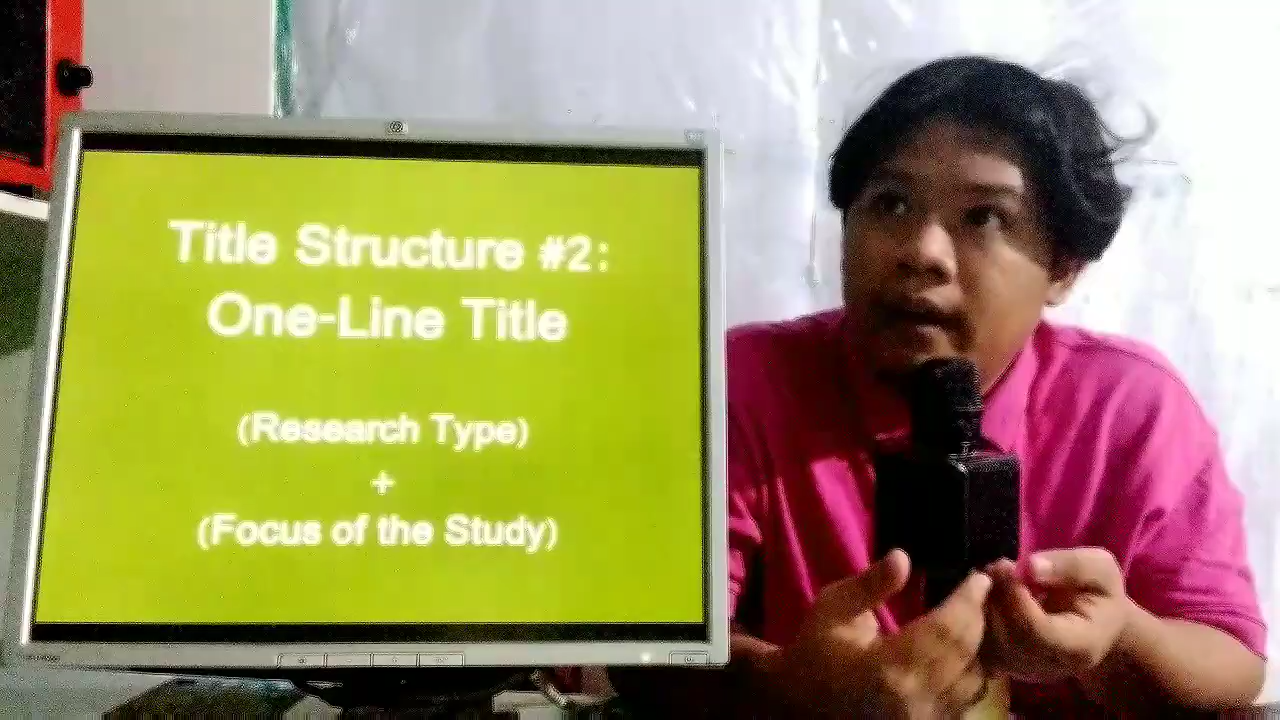 Title Structure #2:
One-Line Title
(Research Type)
+
(Focus of the Study)